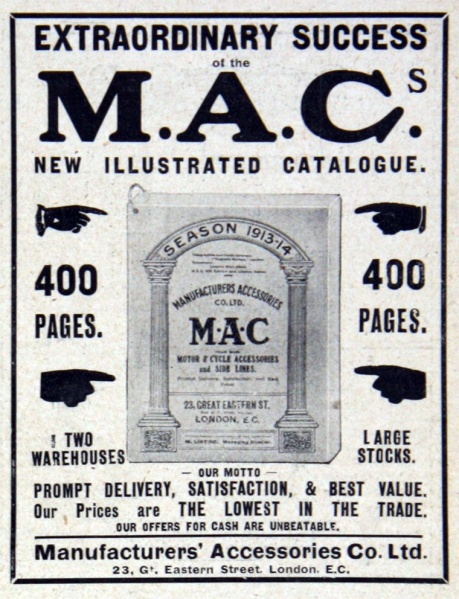 EXTRAORDINARY SUCCESS
of the
M.A.C.s
NEW ILLUSTRATED CATALOGUE.
400
PAGES.
SEASON 1913-14
MANUFACTURERS ACCESSORIES
CO. LTD.
M·A·C
MOTOR & CYCLE ACCESSORIES
and SIDE LINES.
23, GREAT EASTERN ST.
LONDON, E.C.
400
PAGES.
TWO
WAREHOUSES
LARGE
STOCKS.
— OUR MOTTO —
PROMPT DELIVERY, SATISFACTION, & BEST VALUE.
Our Prices are THE LOWEST IN THE TRADE.
OUR OFFERS FOR CASH ARE UNBEATABLE.
Manufacturers' Accessories Co. Ltd.
23, Gt. Eastern Street. London. E.C.